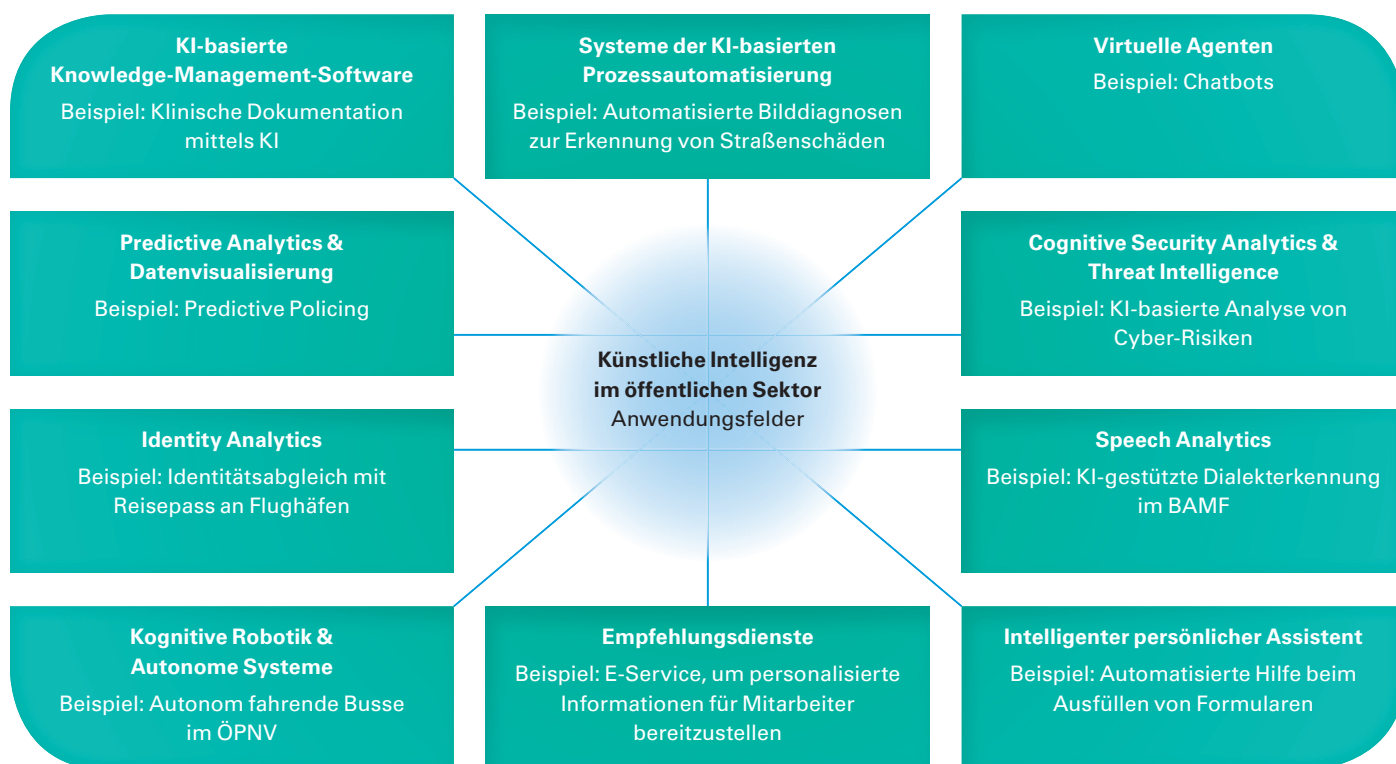 KI-basierte
Knowledge-Management-Software
Beispiel: Klinische Dokumentation
mittels KI
Systeme der KI-basierten
Prozessautomatisierung
Beispiel: Automatisierte Bilddiagnosen
zur Erkennung von Straßenschäden
Virtuelle Agenten
Beispiel: Chatbots
Predictive Analytics &
Datenvisualisierung
Beispiel: Predictive Policing
Cognitive Security Analytics &
Threat Intelligence
Beispiel: KI-basierte Analyse von
Cyber-Risiken
Künstliche Intelligenz
im öffentlichen Sektor
Anwendungsfelder
Identity Analytics
Beispiel: Identitätsabgleich mit
Reisepass an Flughäfen
Speech Analytics
Beispiel: KI-gestützte Dialekterkennung
im BAMF
Kognitive Robotik &
Autonome Systeme
Beispiel: Autonom fahrende Busse
im ÖPNV
Empfehlungsdienste
Beispiel: E-Service, um personalisierte
Informationen für Mitarbeiter
bereitzustellen
Intelligenter persönlicher Assistent
Beispiel: Automatisierte Hilfe beim
Ausfüllen von Formularen